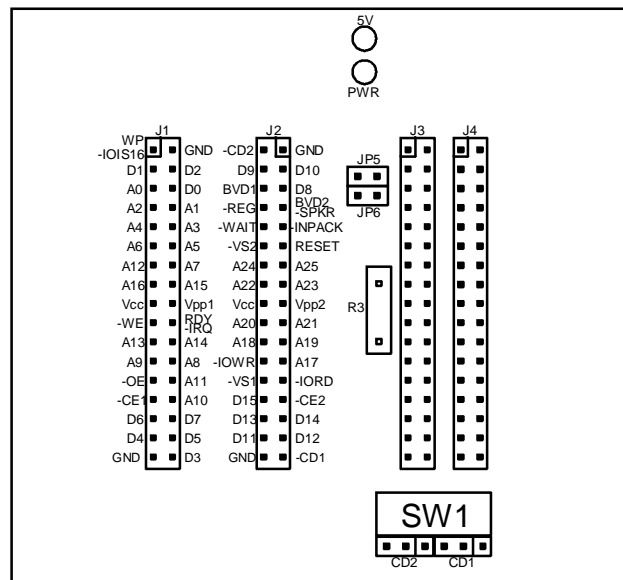 5V
PWR
J1 J2 J3 J4
WP
-IOIS16 GND -CD2 GND
D1 D2 D9 D10
JP5
A0 D0 BVD1 D8
A2 A1 -REG BVD2
-SPKR
JP6
A4 A3 -WAIT -INPACK
A6 A5 -VS2 RESET
A12 A7 A24 A25
A16 A15 A22 A23
R3
Vcc Vpp1 Vcc Vpp2
-WE RDY
-IRQ A20 A21
A13 A14 A18 A19
A9 A8 -IOWR A17
-OE A11 -VS1 -IORD
-CE1 A10 D15 -CE2
D6 D7 D13 D14
D4 D5 D11 D12
GND D3 GND -CD1
SW1
CD2 CD1